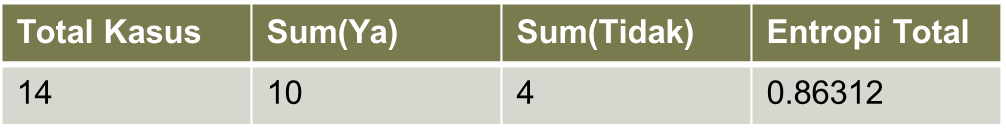 Total Kasus Sum(Ya) Sum(Tidak) Entropi Total
14 10 4 0.86312